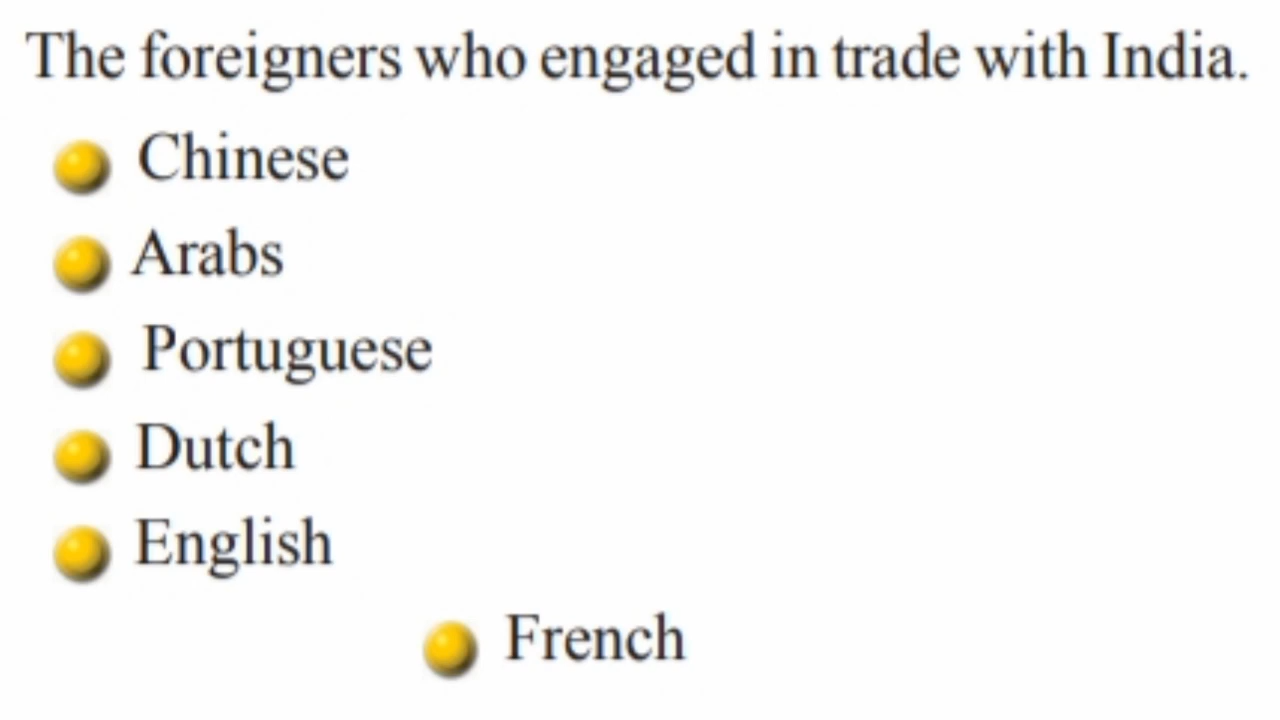 The foreigners who engaged in trade with India.
Chinese
Arabs
Portuguese
Dutch
English
French